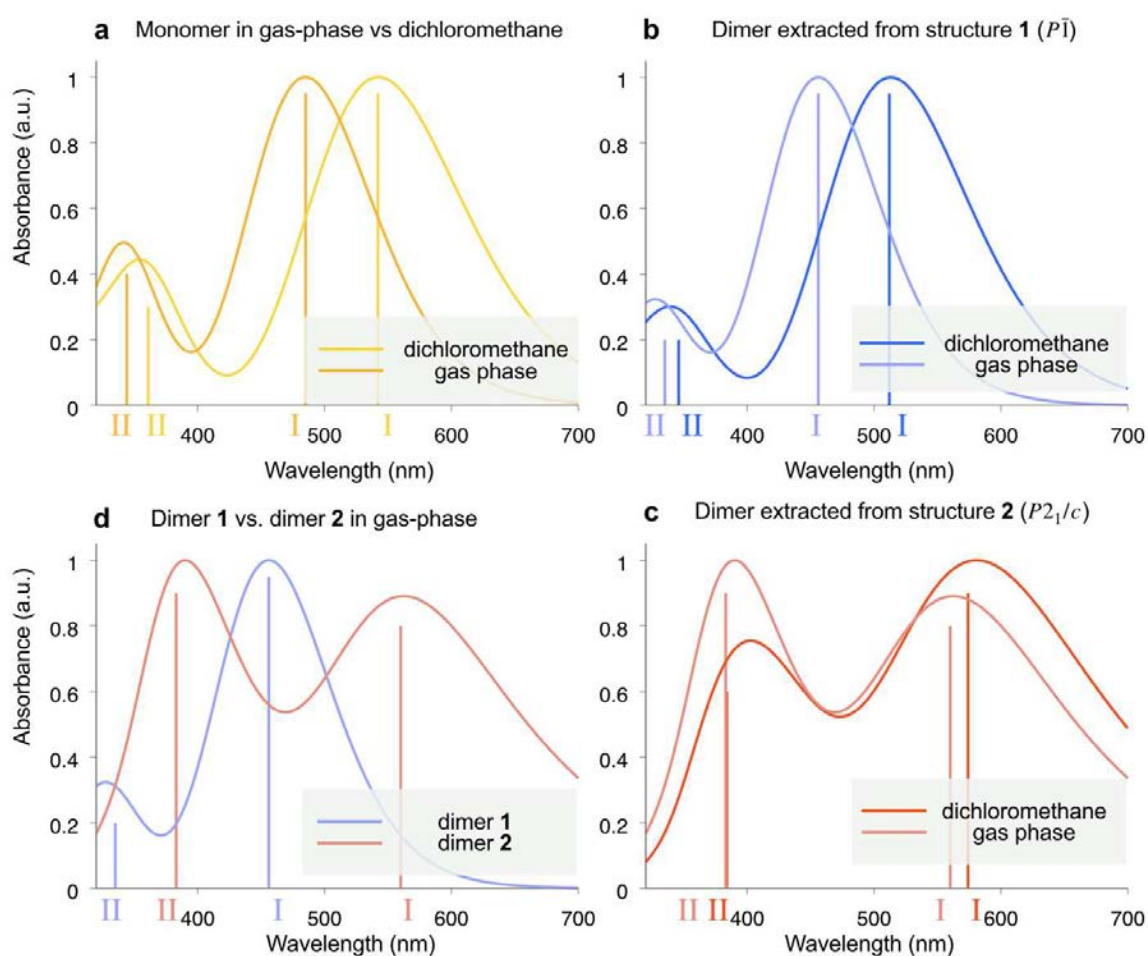 a Monomer in gas-phase vs dichloromethane
Absorbance (a.u.)
1
0.8
0.6
0.4
0.2
0
dichloromethane
gas phase
II II I I
400 500 600 700
Wavelength (nm)
b Dimer extracted from structure 1 (P1̄)
1
0.8
0.6
0.4
0.2
0
dichloromethane
gas phase
II II I I
400 500 600 700
Wavelength (nm)
d Dimer 1 vs. dimer 2 in gas-phase
Absorbance (a.u.)
1
0.8
0.6
0.4
0.2
0
dimer 1
dimer 2
II II I I
400 500 600 700
Wavelength (nm)
c Dimer extracted from structure 2 (P2₁/c)
1
0.8
0.6
0.4
0.2
0
dichloromethane
gas phase
II II I I
400 500 600 700
Wavelength (nm)